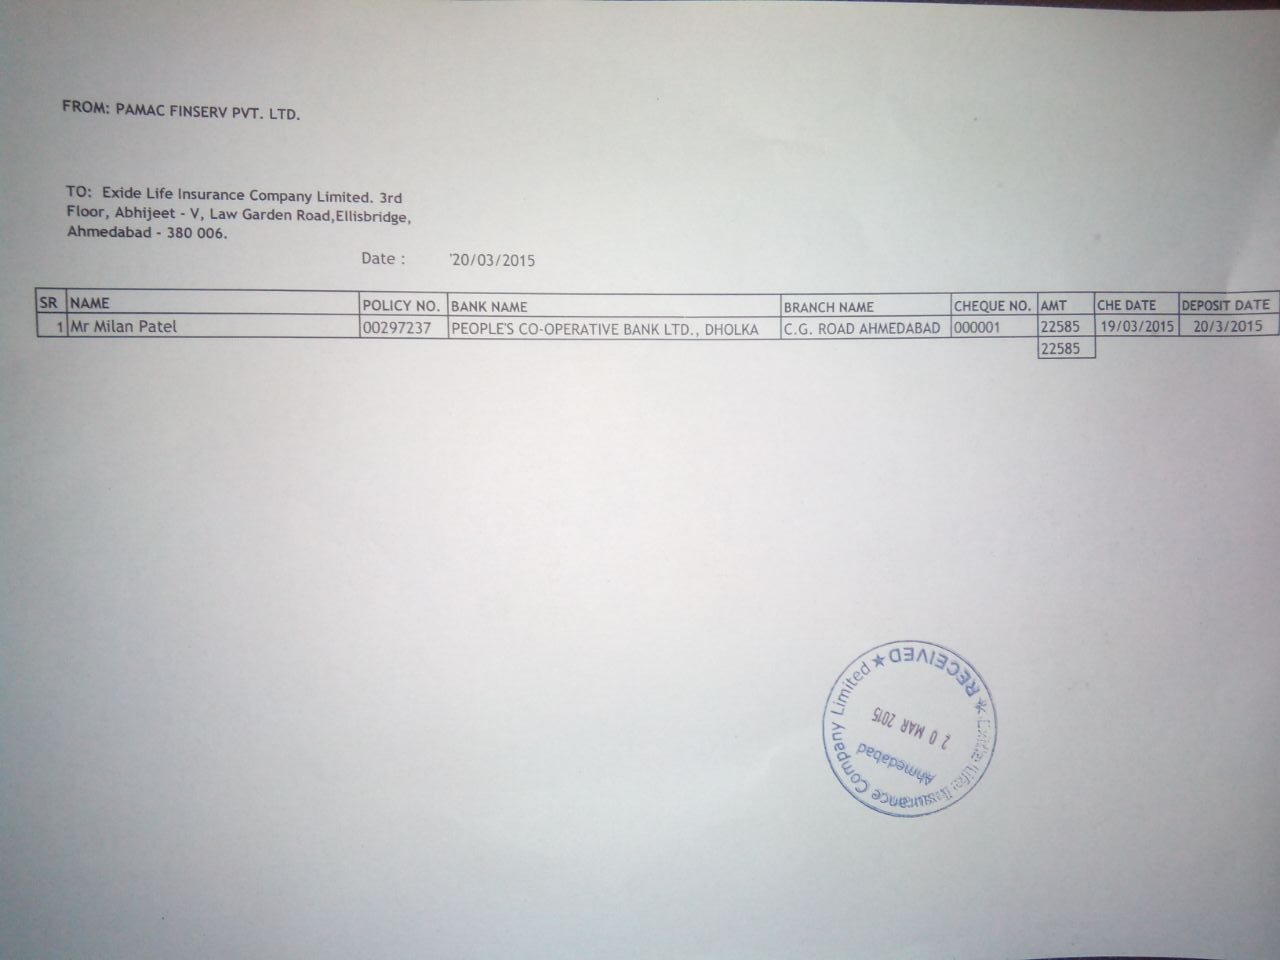 FROM: PAMAC FINSERV PVT. LTD.
TO: Exide Life Insurance Company Limited. 3rd
Floor, Abhijeet - V, Law Garden Road,Ellisbridge,
Ahmedabad - 380 006.
Date : '20/03/2015
SR NAME POLICY NO. BANK NAME BRANCH NAME CHEQUE NO. AMT CHE DATE DEPOSIT DATE
1 Mr Milan Patel 00297237 PEOPLE'S CO-OPERATIVE BANK LTD., DHOLKA C.G. ROAD AHMEDABAD 000001 22585 19/03/2015 20/3/2015
22585
★ Exide Life Insurance Company Limited ★ RECEIVED
20 MAR 2015
Ahmedabad